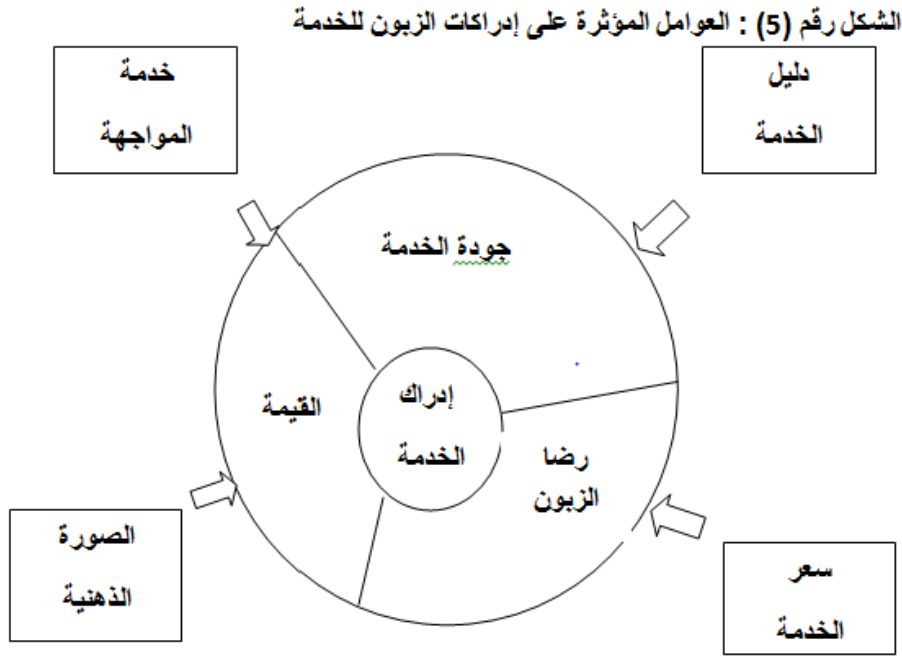 الشكل رقم (5) : العوامل المؤثرة على إدراكات الزبون للخدمة
دليل
الخدمة
خدمة
المواجهة
جودة الخدمة
إدراك
الخدمة
القيمة
رضا
الزبون
الصورة
الذهنية
سعر
الخدمة